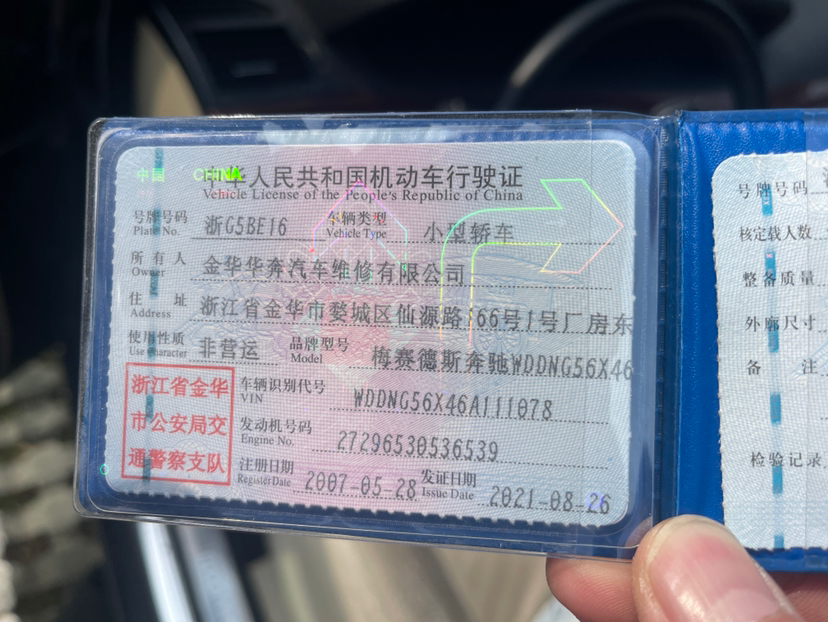 中国 CHINA
中华人民共和国机动车行驶证
Vehicle License of the People's Republic of China
号牌号码 浙G5BE16 车辆类型 小型轿车
Plate No. Vehicle Type
所有人 金华华奔汽车维修有限公司
Owner
住址 浙江省金华市婺城区仙源路166号1号厂房东
Address
使用性质 非营运 品牌型号 梅赛德斯奔驰WDDNG56X46
Use Character Model
浙江省金华
市公安局交
通警察支队
车辆识别代号 WDDNG56X46A111078
VIN
发动机号码 27296530536539
Engine No.
注册日期 2007-05-28 发证日期 2021-08-26
Register Date Issue Date
号牌号码
核定载人数
整备质量
外廓尺寸
备注
检验记录